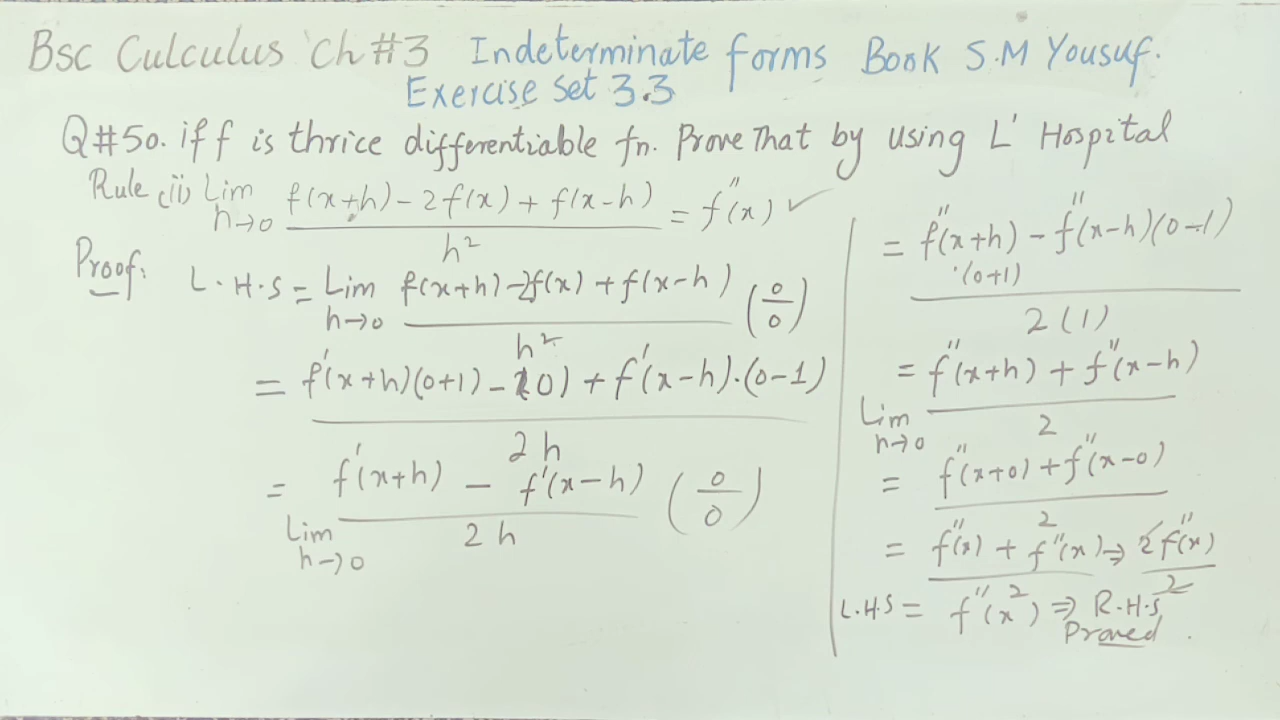 Bsc Culculus Ch#3 Indeterminate forms Book S.M Yousuf.
Exercise set 3.3
Q#50. if f is thrice differentiable fn. Prove That by using L' Hospital
Rule (ii) Lim h→0 f(x+h) - 2f(x) + f(x-h) / h² = f''(x) ✓
Proof: L.H.S = Lim h→0 f(x+h) - 2f(x) + f(x-h) / h² (0/0)
= f'(x+h)(0+1) - 2(0) + f'(x-h).(0-1) / 2h
= Lim h→0 f'(x+h) - f'(x-h) / 2h (0/0)
= f''(x+h) - f''(x-h)(0-1) .(0+1) / 2(1)
= Lim h→0 f''(x+h) + f''(x-h) / 2
= f''(x+0) + f''(x-0) / 2
= f''(x) + f''(x) / 2 ⇒ 2f''(x) / 2
L.H.S = f''(x) ⇒ R.H.S
Proved.